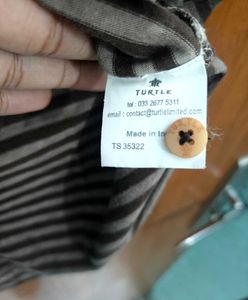 TURTLE
tel : 033 2677 5311
email : contact@turtlelimited.com
Made in
TS 35322